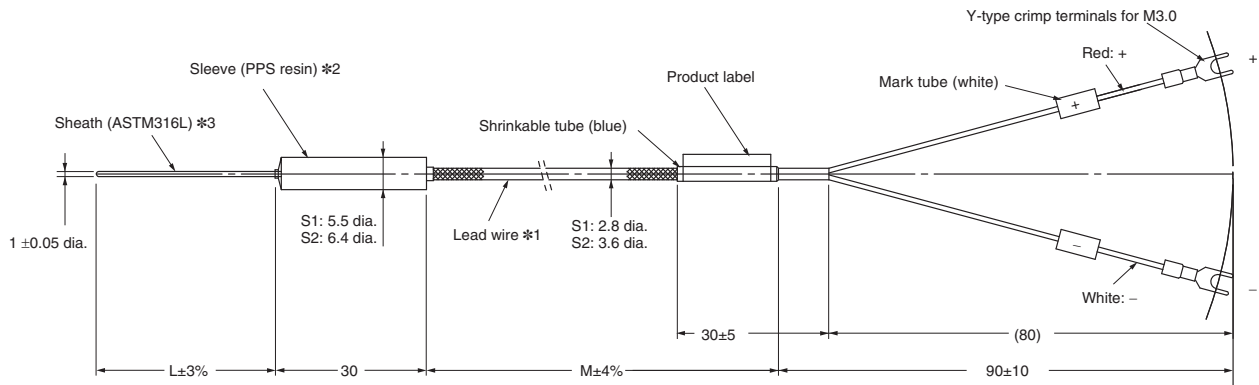 Y-type crimp terminals for M3.0
Red: +
+
Sleeve (PPS resin) ✻2
Product label
Mark tube (white)
Sheath (ASTM316L) ✻3
Shrinkable tube (blue)
+
1 ±0.05 dia.
S1: 5.5 dia.
S2: 6.4 dia.
Lead wire ✻1
S1: 2.8 dia.
S2: 3.6 dia.
−
White: −
−
30±5
(80)
L±3%
30
M±4%
90±10